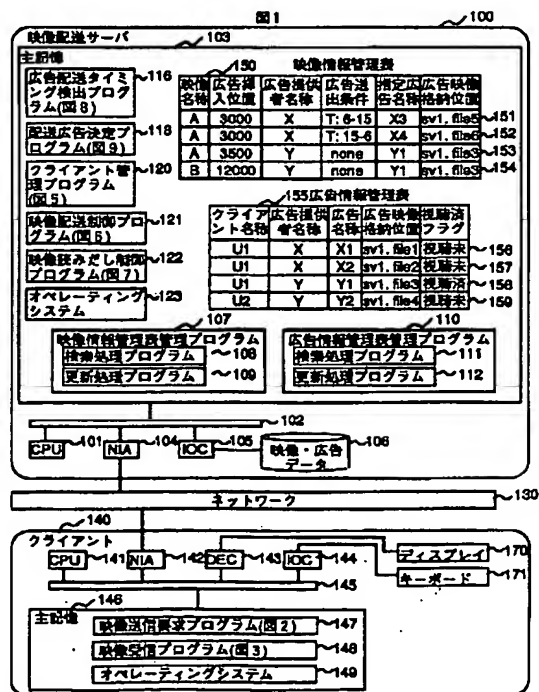 図1
100
映像配送サーバ
103
主記憶
広告配送タイミング検出プログラム(図8)
116
配送広告決定プログラム(図9)
118
クライアント管理プログラム(図5)
120
映像配送制御プログラム(図6)
121
映像読みだし制御プログラム(図7)
122
オペレーティングシステム
123
150
映像情報管理表
映像名称 広告挿入位置 広告提供者名称 広告送出条件 指定広告名称 広告映像格納位置
A 3000 X T: 6-15 X3 sv1.file5 151
A 3000 X T: 15-6 X4 sv1.file6 152
A 3500 Y none Y1 sv1.file3 153
B 12000 Y none Y1 sv1.file3 154
155 広告情報管理表
クライアント名称 広告提供者名称 広告名称 広告映像格納位置 視聴済フラグ
U1 X X1 sv1.file1 視聴未 156
U1 X X2 sv1.file2 視聴未 157
U1 Y Y1 sv1.file3 視聴済 158
U2 Y Y2 sv1.file4 視聴未 159
107
映像情報管理表管理プログラム
検索処理プログラム 108
更新処理プログラム 109
110
広告情報管理表管理プログラム
検索処理プログラム 111
更新処理プログラム 112
102
CPU 101
NIA 104
IOC 105
映像・広告データ
106
ネットワーク
130
140
クライアント
CPU 141
NIA 142
DEC 143
IOC 144
ディスプレイ 170
キーボード 171
145
146
主記憶
映像送信要求プログラム(図2) 147
映像受信プログラム(図3) 148
オペレーティングシステム 149